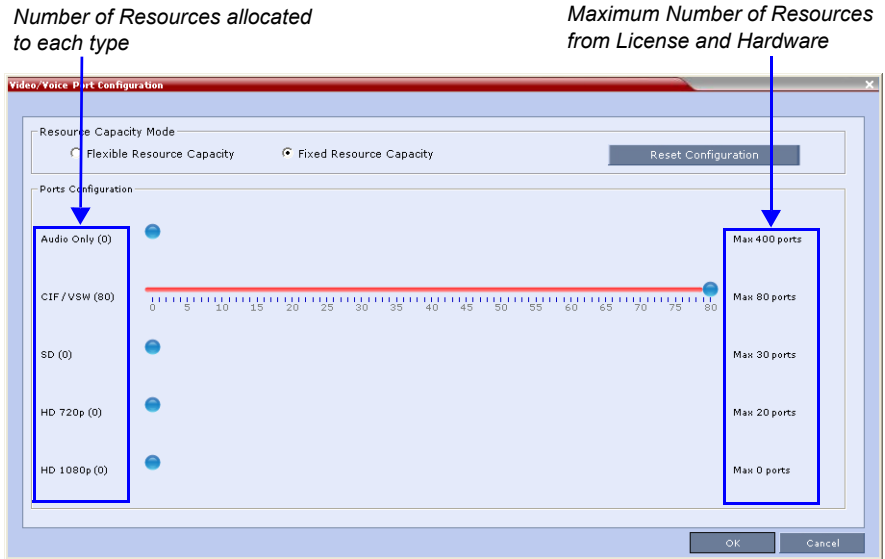 Number of Resources allocated
to each type
Maximum Number of Resources
from License and Hardware
Video/Voice Port Configuration
Resource Capacity Mode
Flexible Resource Capacity
Fixed Resource Capacity
Reset Configuration
Ports Configuration
Audio Only (0)
Max 400 ports
CIF/VSW (80)
0 5 10 15 20 25 30 35 40 45 50 55 60 65 70 75 80
Max 80 ports
SD (0)
Max 30 ports
HD 720p (0)
Max 20 ports
HD 1080p (0)
Max 0 ports
OK
Cancel